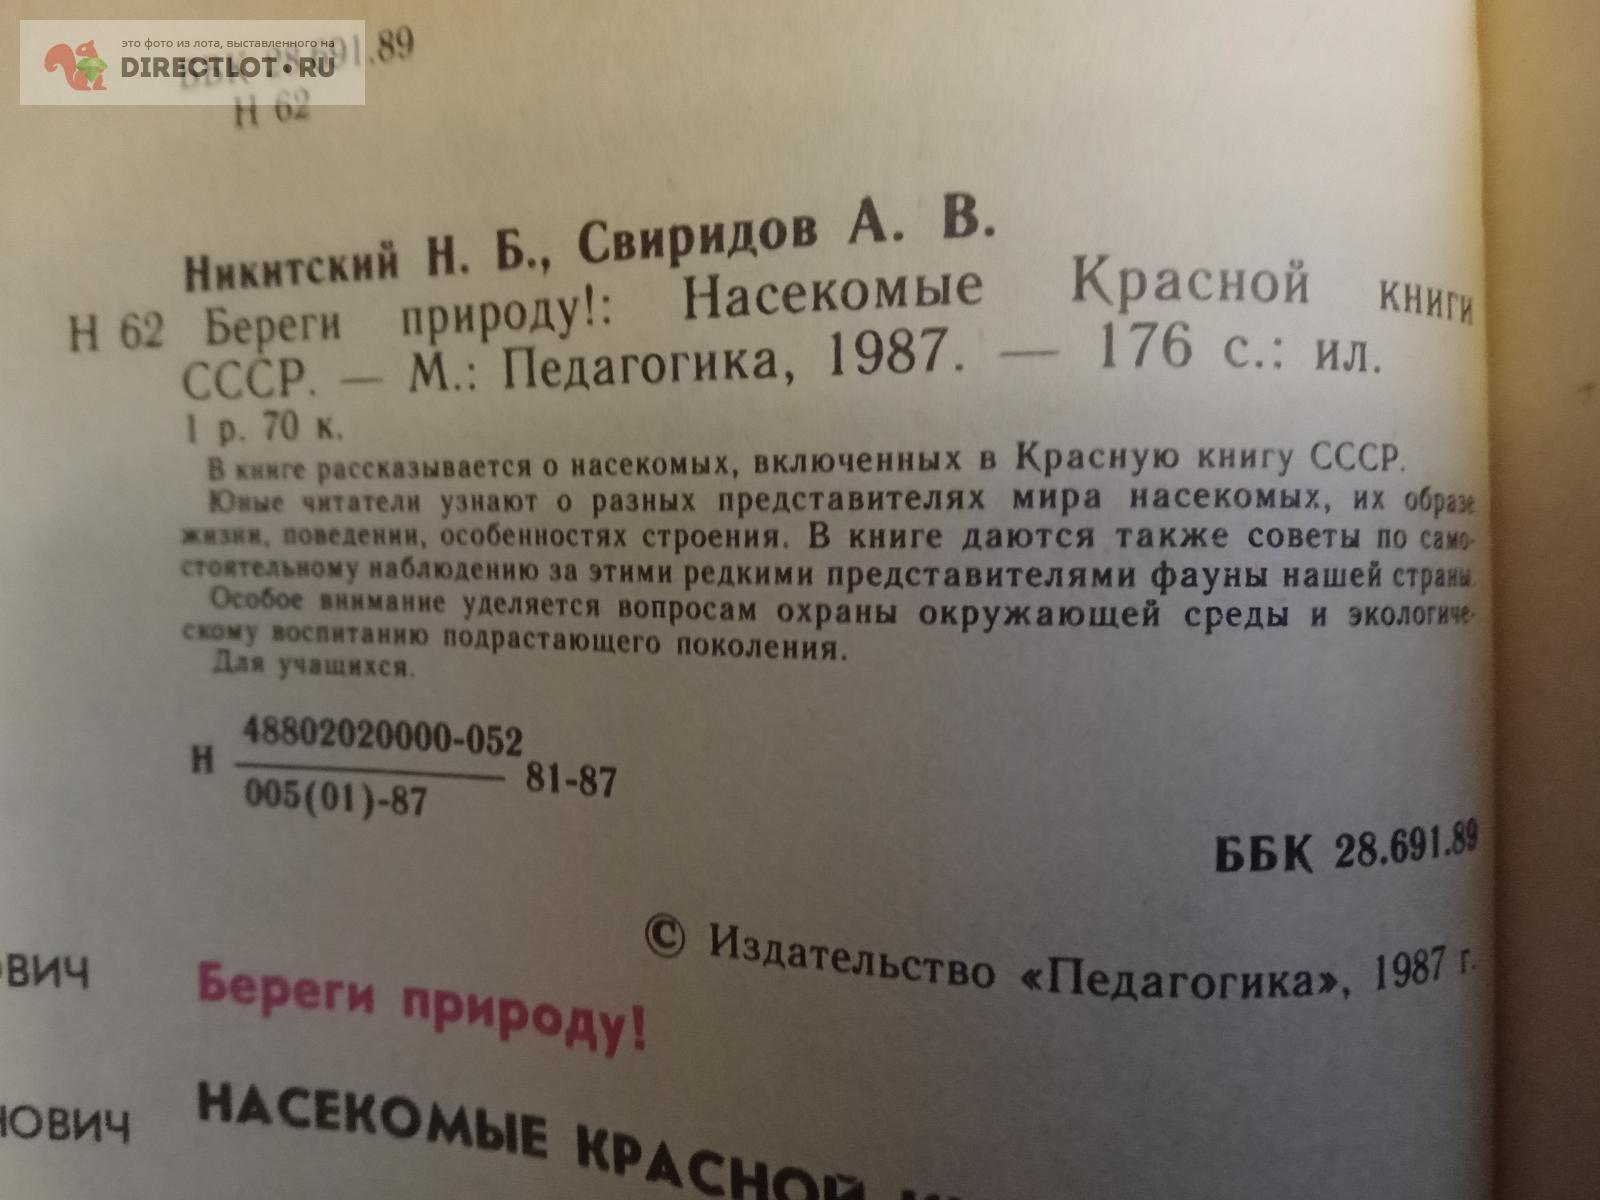 это фото из лота, выставленного на
DIRECTLOT.RU
ББК 28.691.89
Н 62
Никитский Н. Б., Свиридов А. В.
Н 62 Береги природу!: Насекомые Красной книги
СССР. — М.: Педагогика, 1987. — 176 с.: ил.
1 р. 70 к.
В книге рассказывается о насекомых, включенных в Красную книгу СССР.
Юные читатели узнают о разных представителях мира насекомых, их образе
жизни, поведении, особенностях строения. В книге даются также советы по само-
стоятельному наблюдению за этими редкими представителями фауны нашей страны.
Особое внимание уделяется вопросам охраны окружающей среды и экологиче-
скому воспитанию подрастающего поколения.
Для учащихся.
Н 48802020000-052
005(01)-87 81-87
ББК 28.691.89
© Издательство «Педагогика», 1987 г.
ОВИЧ
Береги природу!
НОВИЧ
НАСЕКОМЫЕ КРАСНОЙ